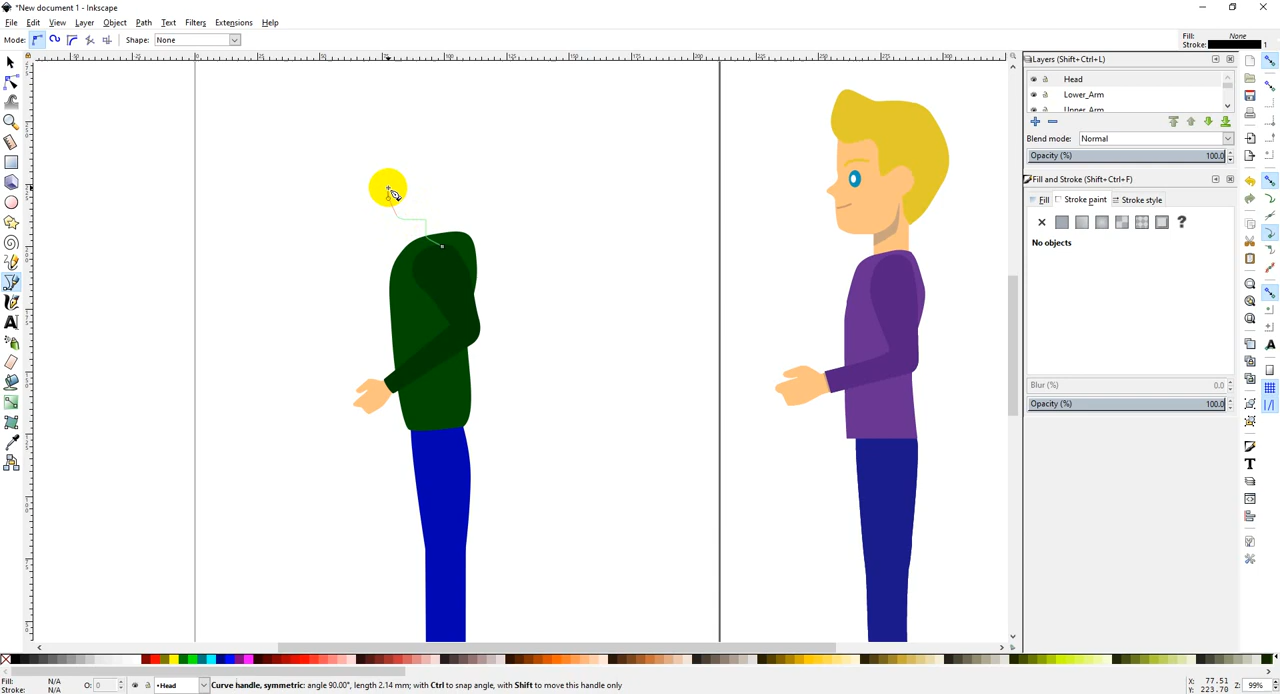 *New document 1 - Inkscape
File Edit View Layer Object Path Text Filters Extensions Help
Mode: Shape: None
Fill: None
Stroke: 1
Layers (Shift+Ctrl+L)
Head
Lower_Arm
Upper_Arm
Blend mode: Normal
Opacity (%) 100.0
Fill and Stroke (Shift+Ctrl+F)
Fill Stroke paint Stroke style
No objects
Blur (%) 0.0
Opacity (%) 100.0
Fill: N/A
Stroke: N/A
O: 0
Head
Curve handle, symmetric: angle 90.00°, length 2.14 mm; with Ctrl to snap angle, with Shift to move this handle only
X: 77.51
Y: 223.70
Z: 99%